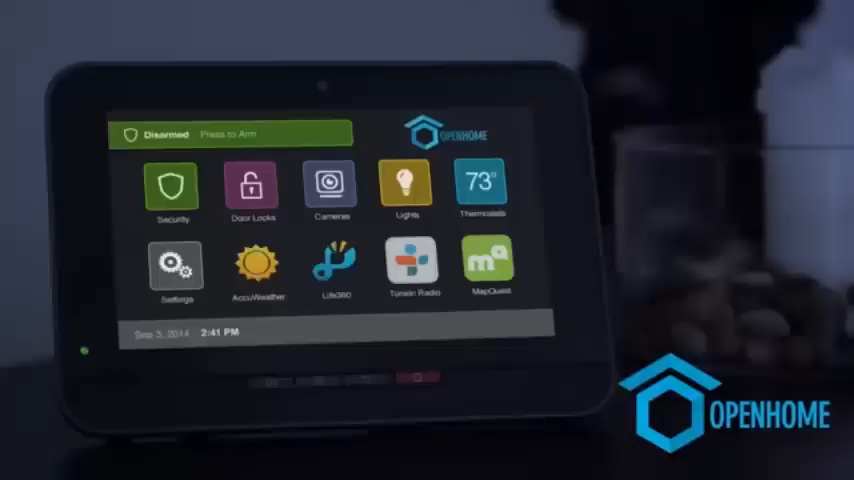 Disarmed Press to Arm
OPENHOME
Security Door Locks Cameras Lights 73° Thermostats
mq
Settings AccuWeather Life360 TuneIn Radio MapQuest
Sep 3, 2014 2:41 PM
OPENHOME